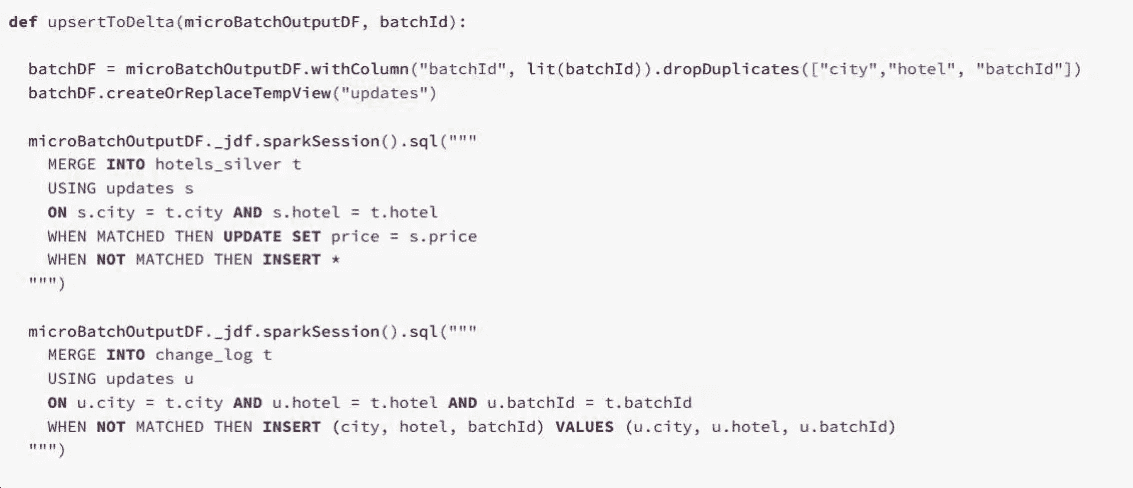 def upsertToDelta(microBatchOutputDF, batchId):
batchDF = microBatchOutputDF.withColumn("batchId", lit(batchId)).dropDuplicates(["city","hotel", "batchId"])
batchDF.createOrReplaceTempView("updates")
microBatchOutputDF._jdf.sparkSession().sql("""
MERGE INTO hotels_silver t
USING updates s
ON s.city = t.city AND s.hotel = t.hotel
WHEN MATCHED THEN UPDATE SET price = s.price
WHEN NOT MATCHED THEN INSERT *
""")
microBatchOutputDF._jdf.sparkSession().sql("""
MERGE INTO change_log t
USING updates u
ON u.city = t.city AND u.hotel = t.hotel AND u.batchId = t.batchId
WHEN NOT MATCHED THEN INSERT (city, hotel, batchId) VALUES (u.city, u.hotel, u.batchId)
""")